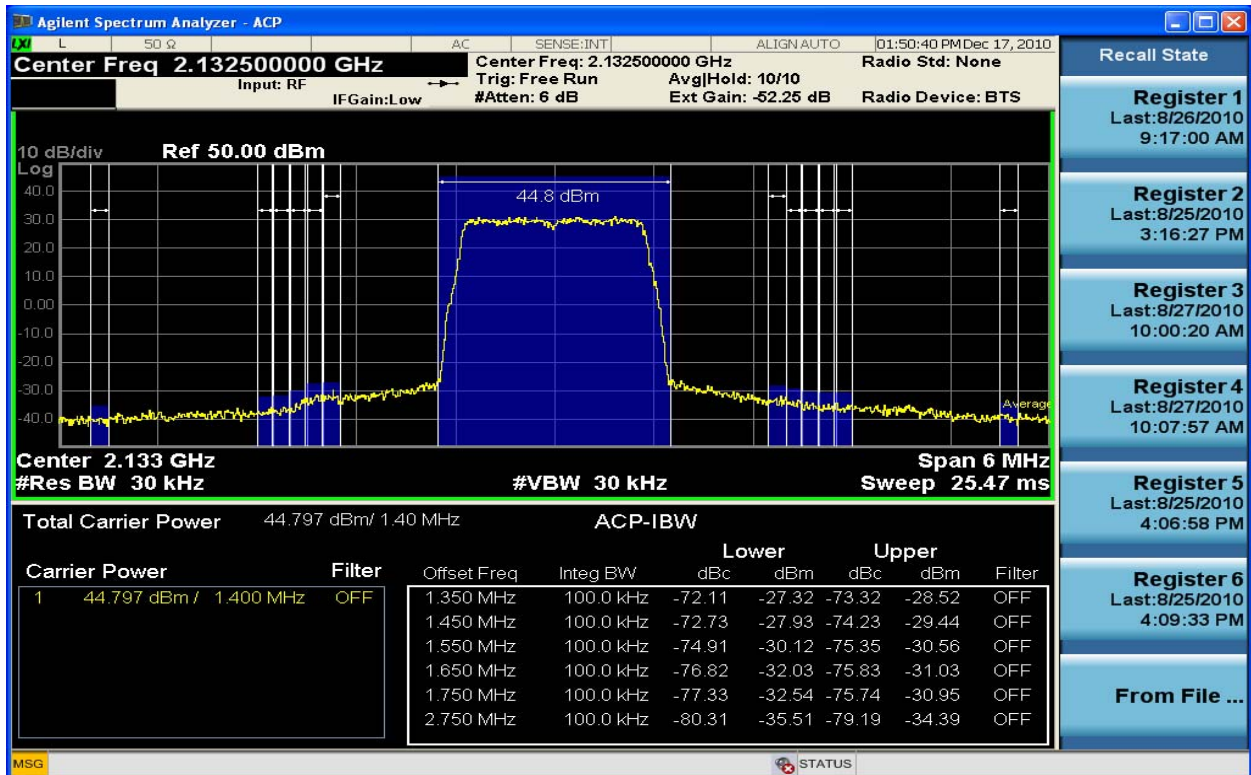 Agilent Spectrum Analyzer - ACP
LXI L 50 Ω AC SENSE:INT ALIGN AUTO 01:50:40 PM Dec 17, 2010
Center Freq 2.132500000 GHz
Input: RF
IFGain:Low
Center Freq: 2.132500000 GHz
Trig: Free Run Avg|Hold: 10/10
#Atten: 6 dB Ext Gain: -52.25 dB
Radio Std: None
Radio Device: BTS
10 dB/div Ref 50.00 dBm
Log
40.0
30.0
20.0
10.0
0.00
-10.0
-20.0
-30.0
-40.0
44.8 dBm
Average
Center 2.133 GHz Span 6 MHz
#Res BW 30 kHz #VBW 30 kHz Sweep 25.47 ms
Total Carrier Power 44.797 dBm/ 1.40 MHz ACP-IBW
Carrier Power Filter
1 44.797 dBm / 1.400 MHz OFF
Lower Upper
Offset Freq Integ BW dBc dBm dBc dBm Filter
1.350 MHz 100.0 kHz -72.11 -27.32 -73.32 -28.52 OFF
1.450 MHz 100.0 kHz -72.73 -27.93 -74.23 -29.44 OFF
1.550 MHz 100.0 kHz -74.91 -30.12 -75.35 -30.56 OFF
1.650 MHz 100.0 kHz -76.82 -32.03 -75.83 -31.03 OFF
1.750 MHz 100.0 kHz -77.33 -32.54 -75.74 -30.95 OFF
2.750 MHz 100.0 kHz -80.31 -35.51 -79.19 -34.39 OFF
MSG STATUS
Recall State
Register 1
Last:8/26/2010
9:17:00 AM
Register 2
Last:8/25/2010
3:16:27 PM
Register 3
Last:8/27/2010
10:00:20 AM
Register 4
Last:8/27/2010
10:07:57 AM
Register 5
Last:8/25/2010
4:06:58 PM
Register 6
Last:8/25/2010
4:09:33 PM
From File ...